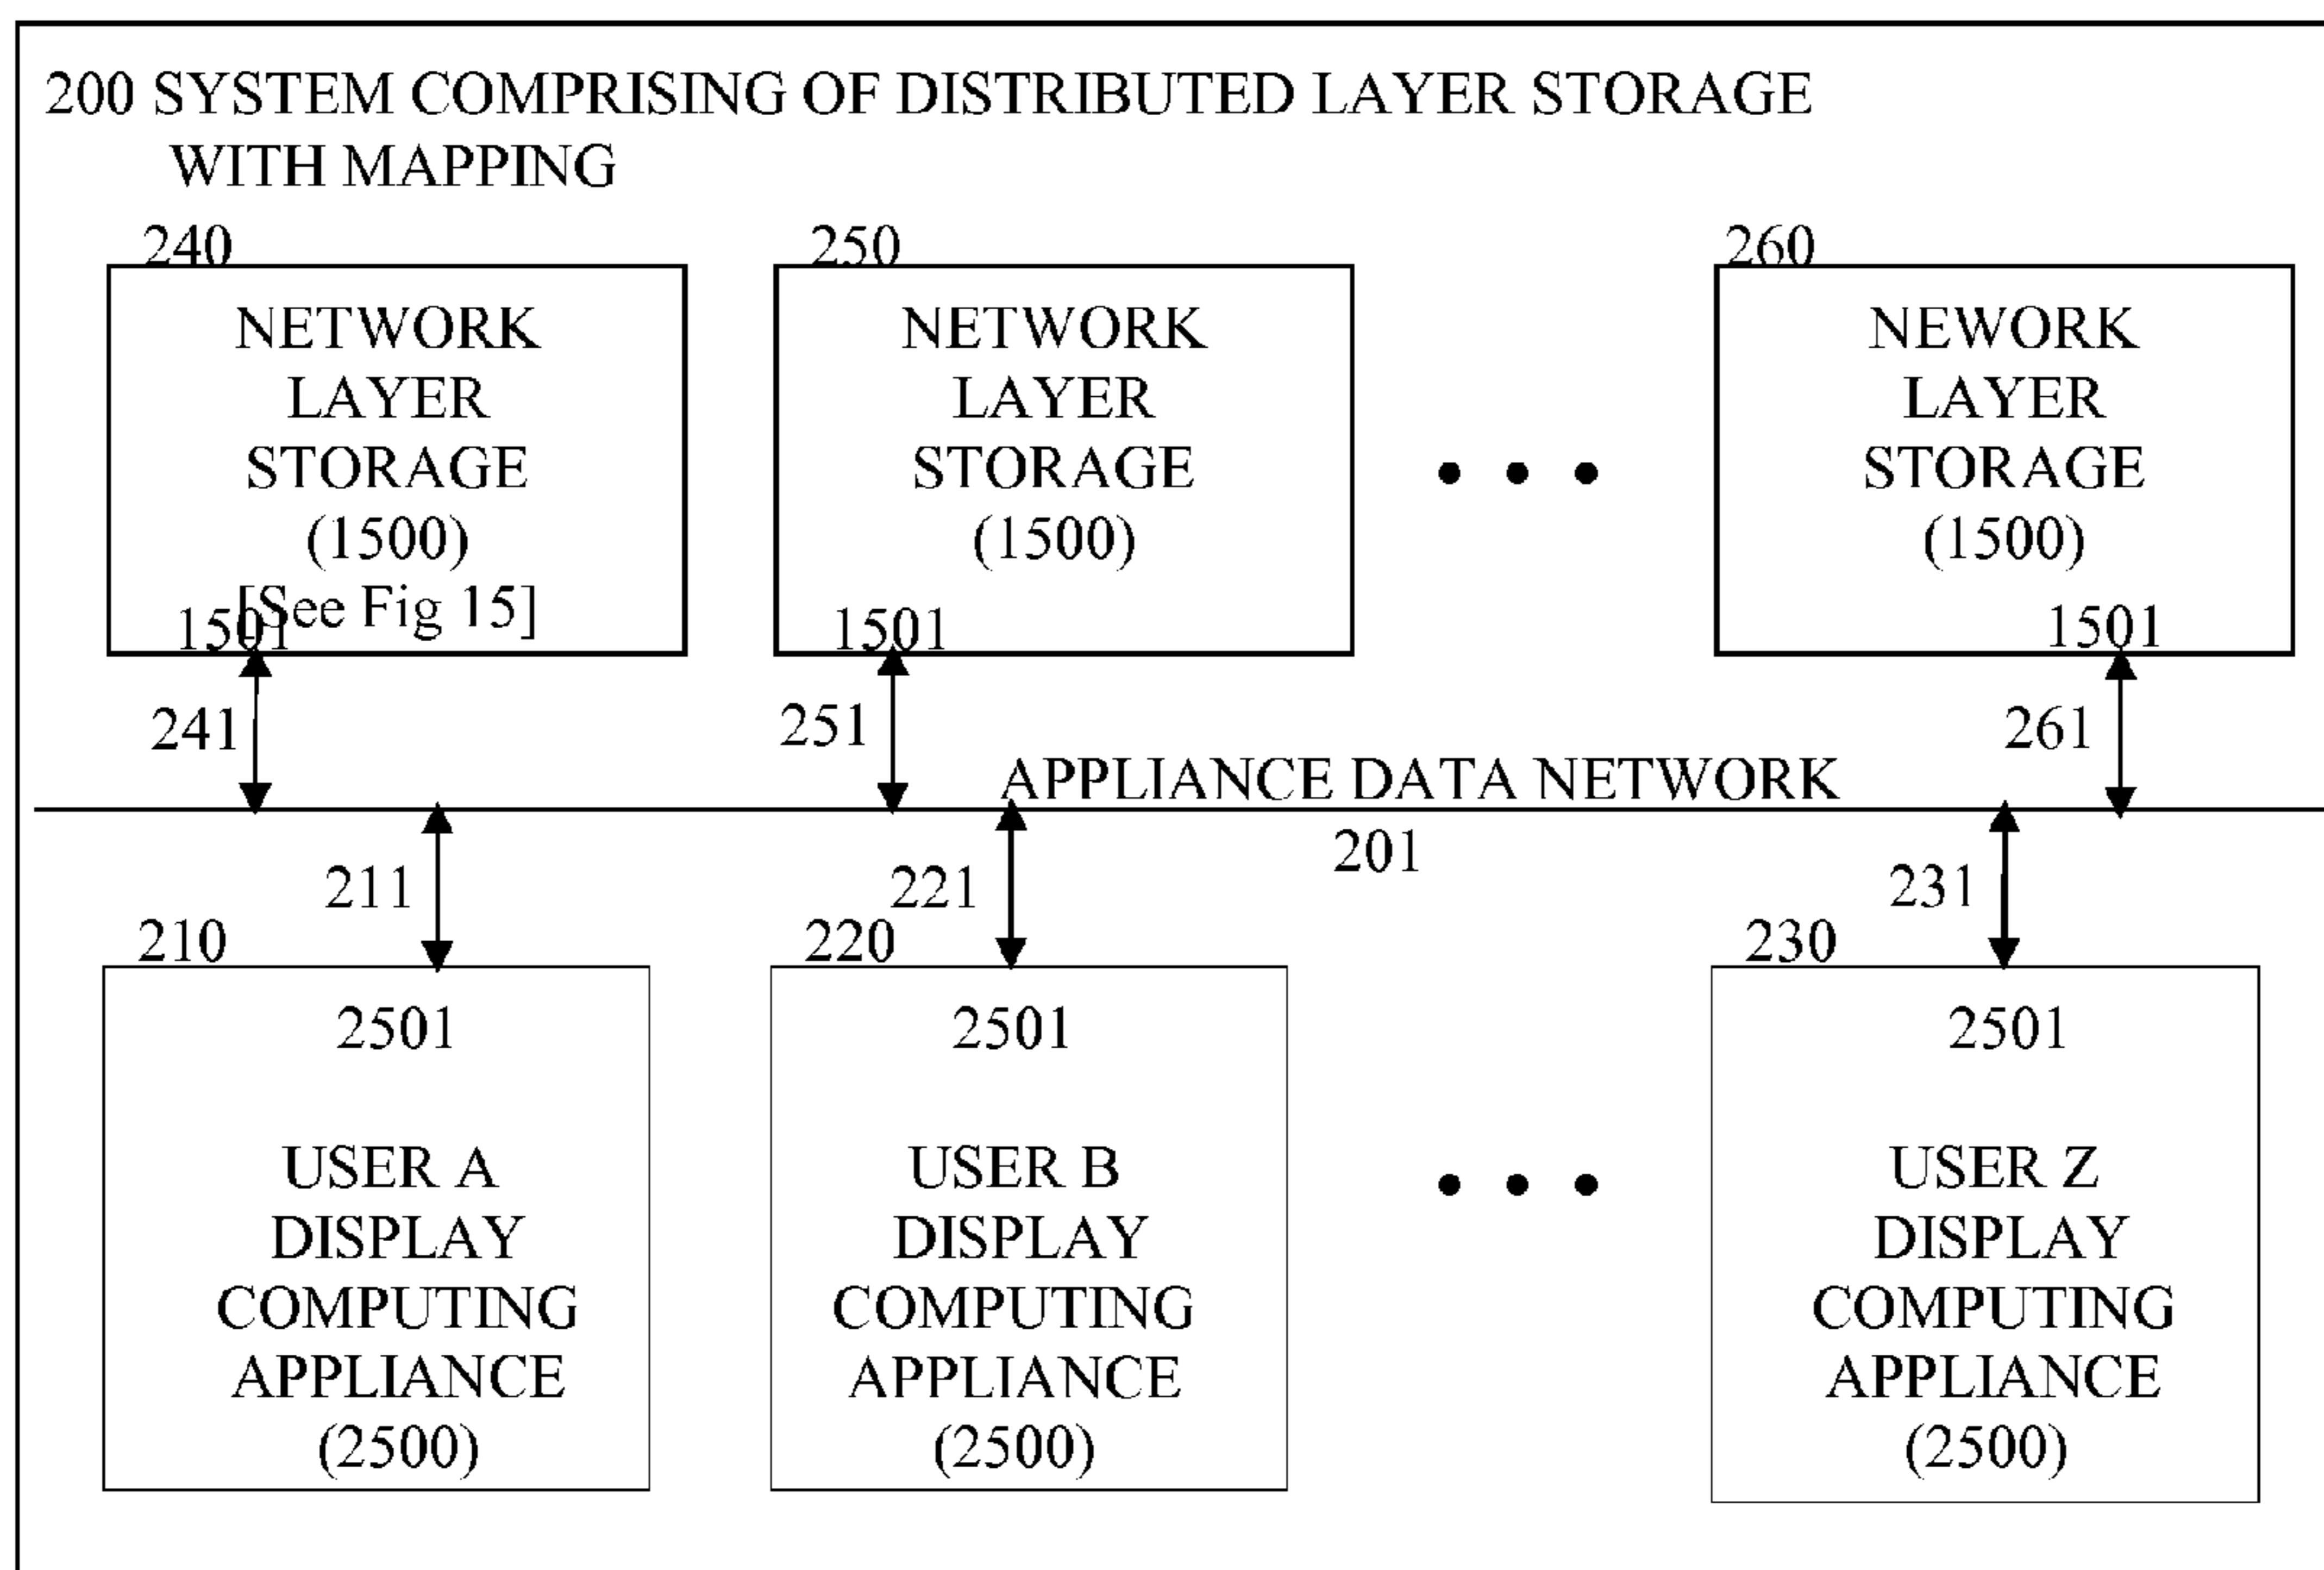 200 SYSTEM COMPRISING OF DISTRIBUTED LAYER STORAGE
WITH MAPPING
240
NETWORK
LAYER
STORAGE
(1500)
[See Fig 15]
1501
250
NETWORK
LAYER
STORAGE
(1500)
1501
260
NEWORK
LAYER
STORAGE
(1500)
1501
241
251
261
APPLIANCE DATA NETWORK
201
211
221
231
210
2501
USER A
DISPLAY
COMPUTING
APPLIANCE
(2500)
220
2501
USER B
DISPLAY
COMPUTING
APPLIANCE
(2500)
230
2501
USER Z
DISPLAY
COMPUTING
APPLIANCE
(2500)